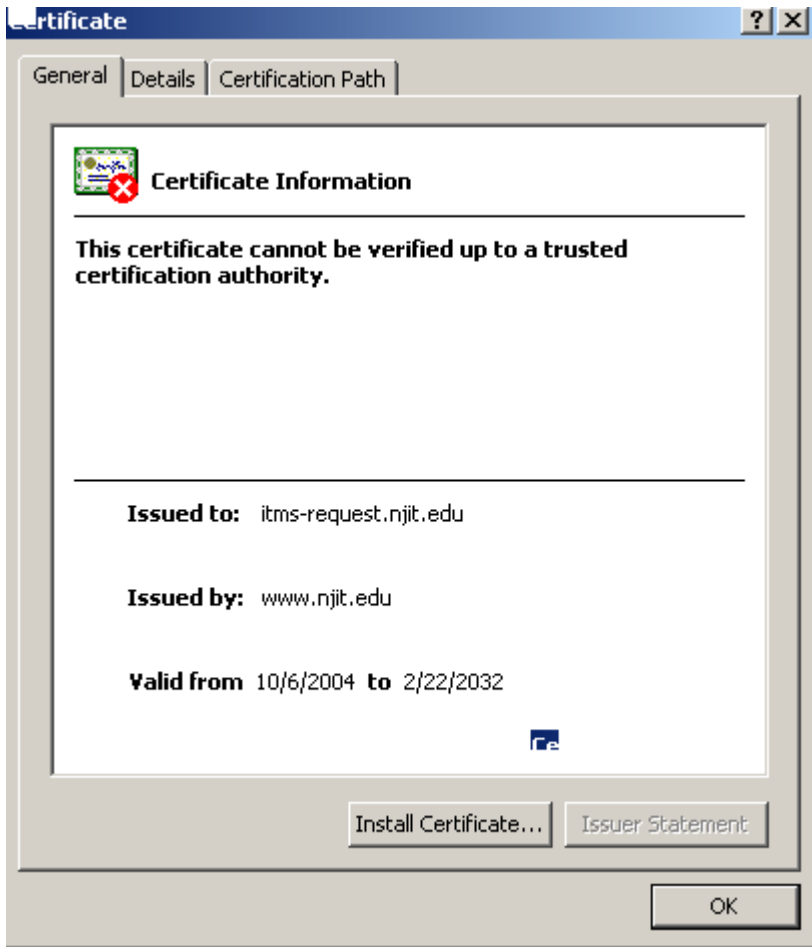 Certificate
General Details Certification Path
Certificate Information
This certificate cannot be verified up to a trusted
certification authority.
Issued to: itms-request.njit.edu
Issued by: www.njit.edu
Valid from 10/6/2004 to 2/22/2032
Ce
Install Certificate... Issuer Statement
OK